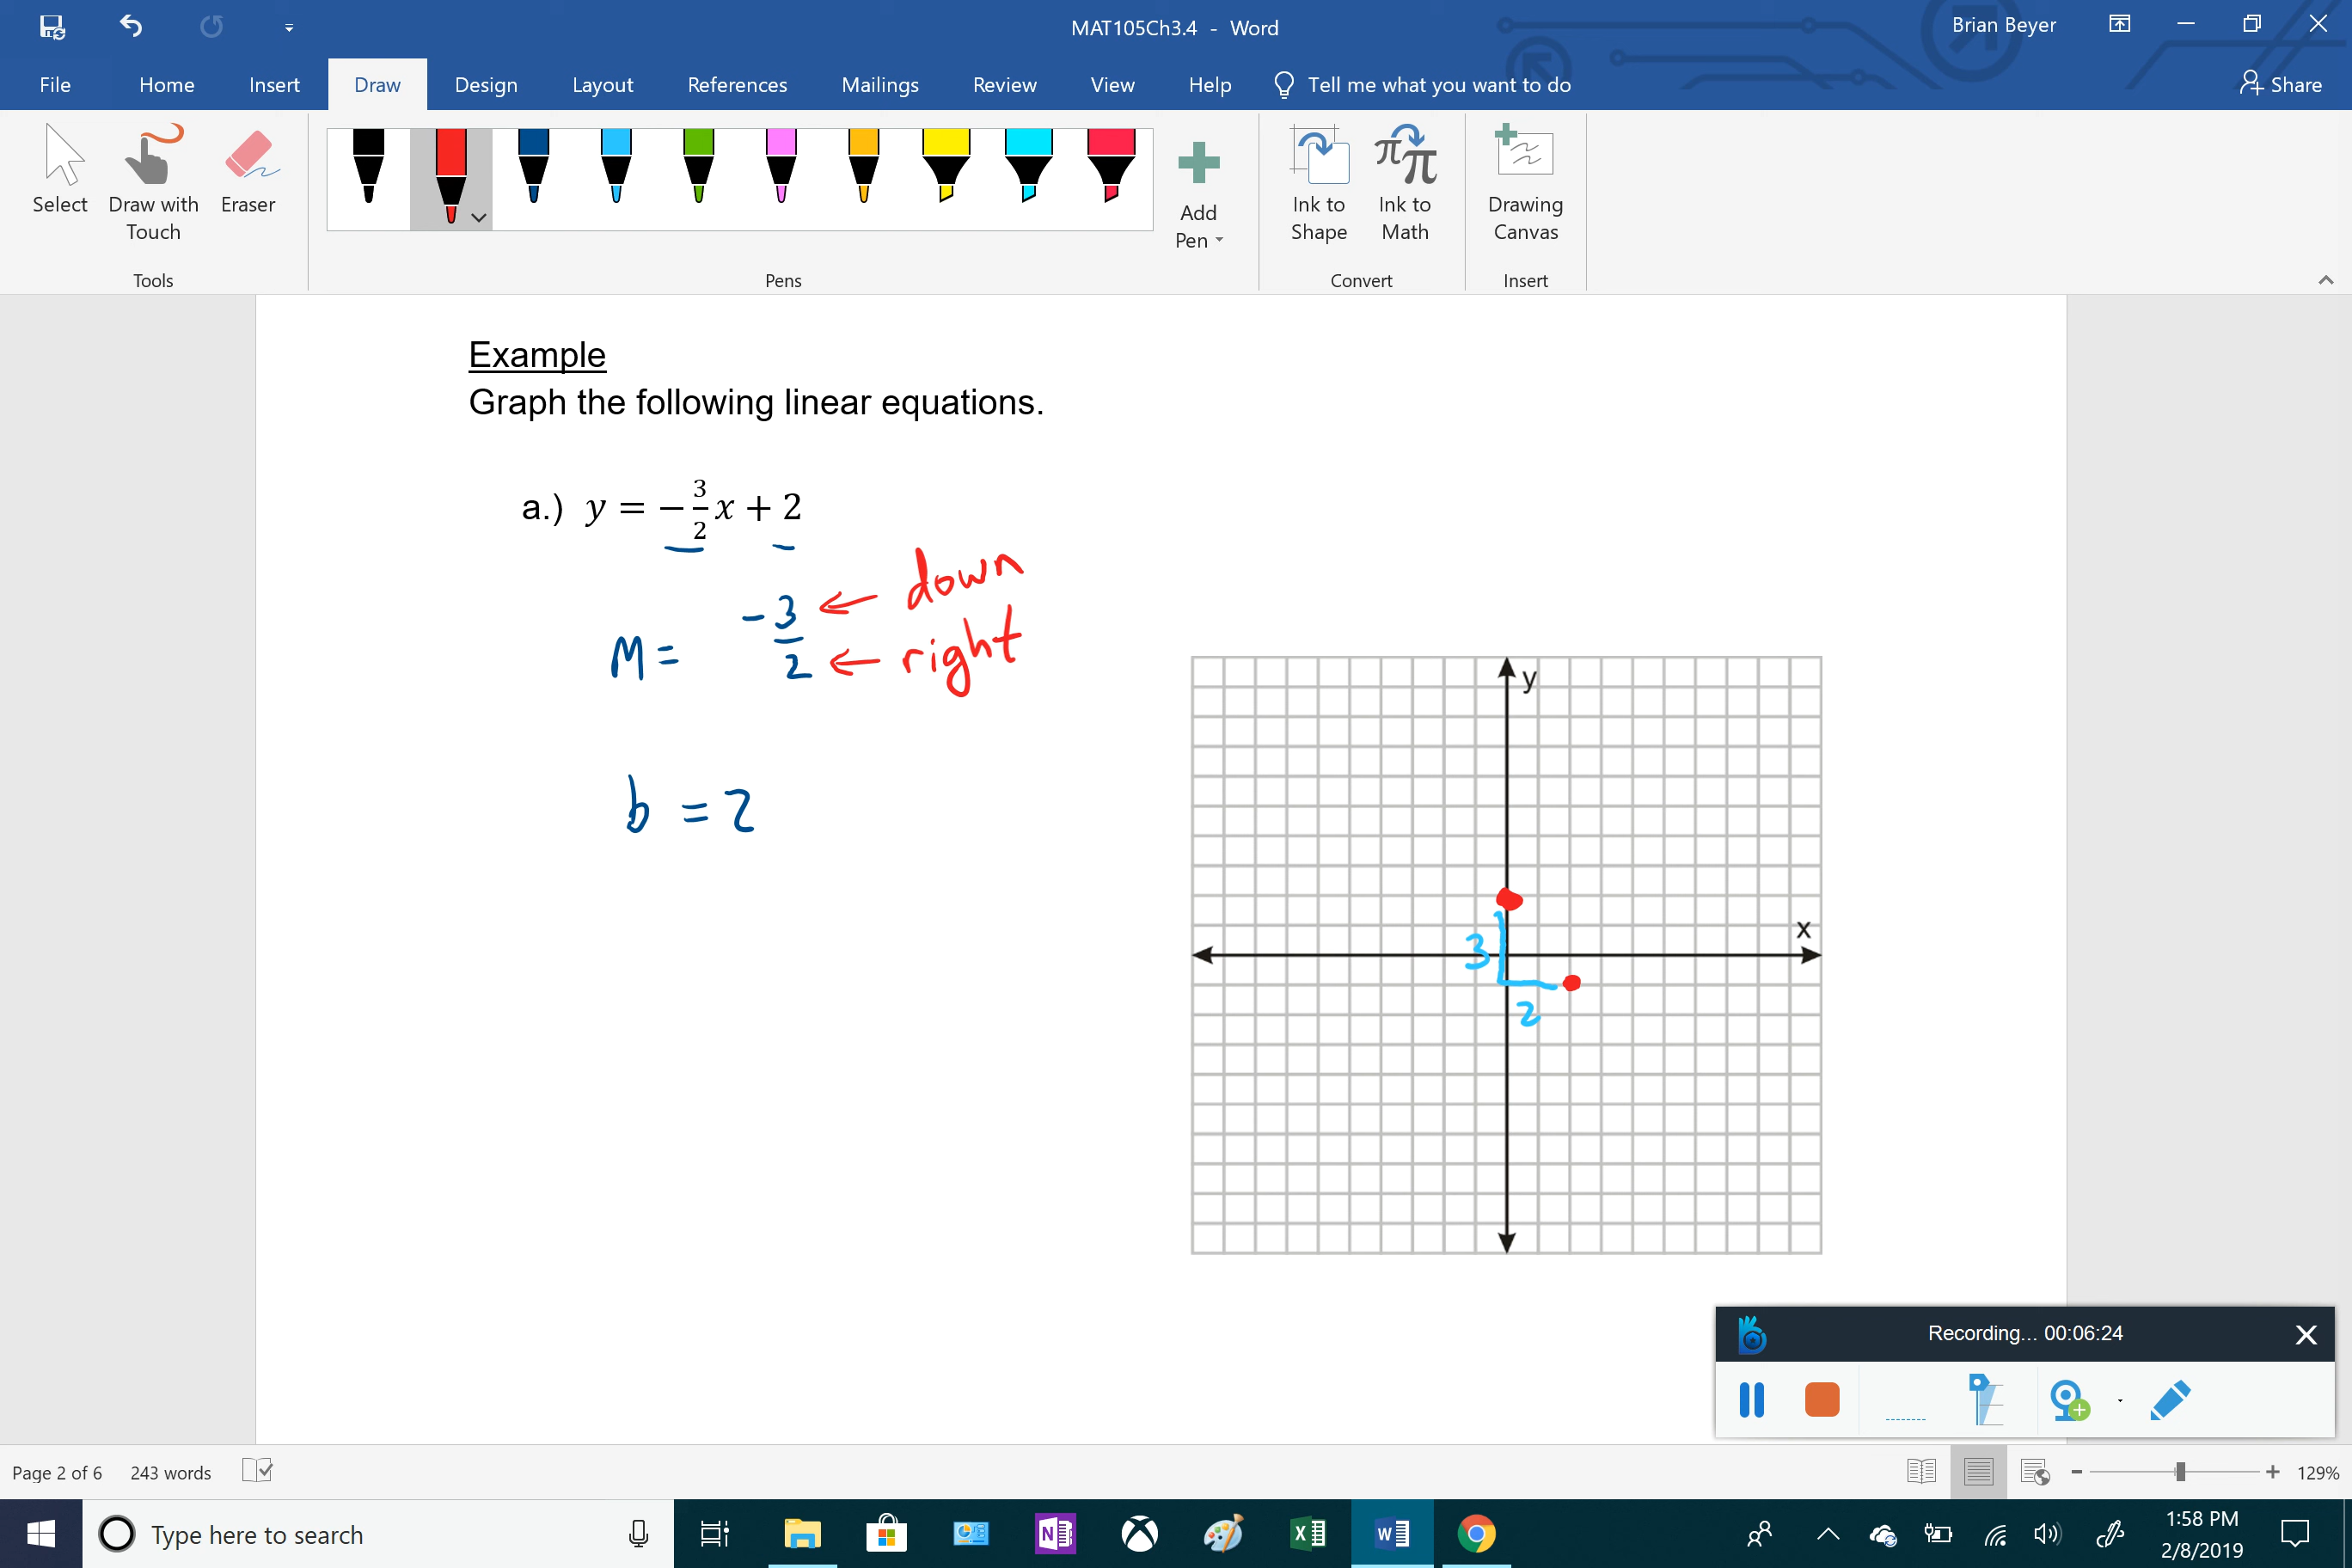 MAT105Ch3.4 - Word
Brian Beyer
File Home Insert Draw Design Layout References Mailings Review View Help Tell me what you want to do Share
Select Draw with Touch Eraser
Add Pen
Ink to Shape Ink to Math
Drawing Canvas
Tools Pens Convert Insert
Example
Graph the following linear equations.
a.) y = −3/2 x + 2
M = -3/2 ← down ← right
b = 2
y
x
3
2
Recording... 00:06:24
Page 2 of 6 243 words
129%
Type here to search
1:58 PM
2/8/2019